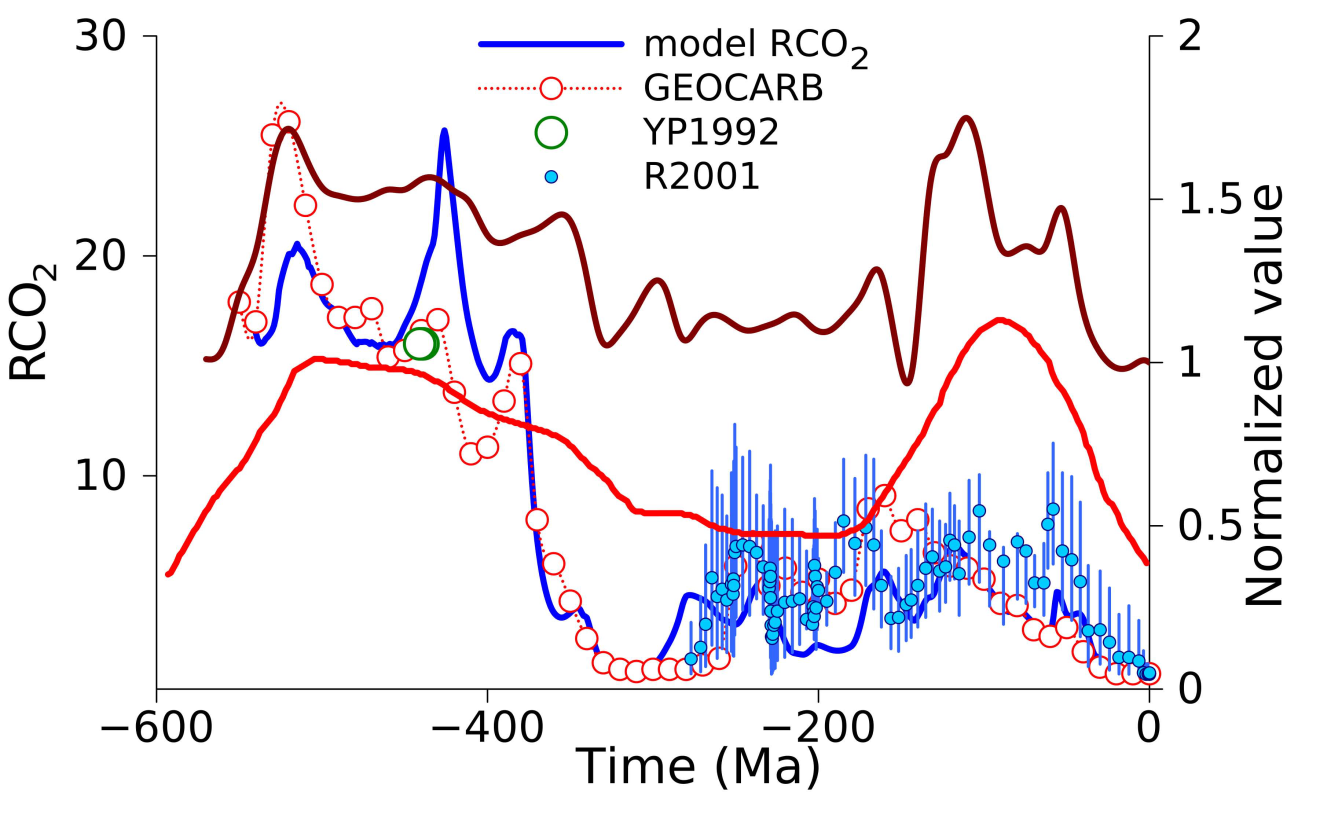 30
20
10
RCO₂
model RCO₂
GEOCARB
YP1992
R2001
2
1.5
1
0.5
0
Normalized value
−600
−400
−200
0
Time (Ma)